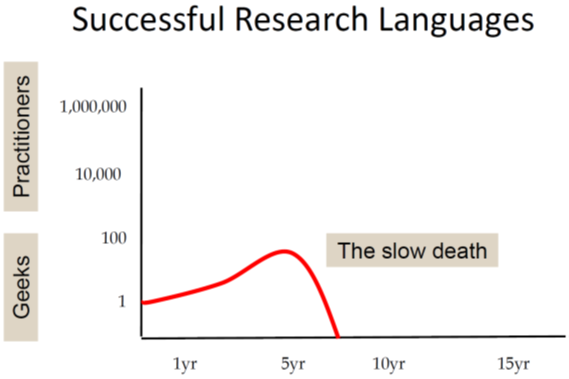 Successful Research Languages
Practitioners
Geeks
1,000,000
10,000
100
1
The slow death
1yr
5yr
10yr
15yr